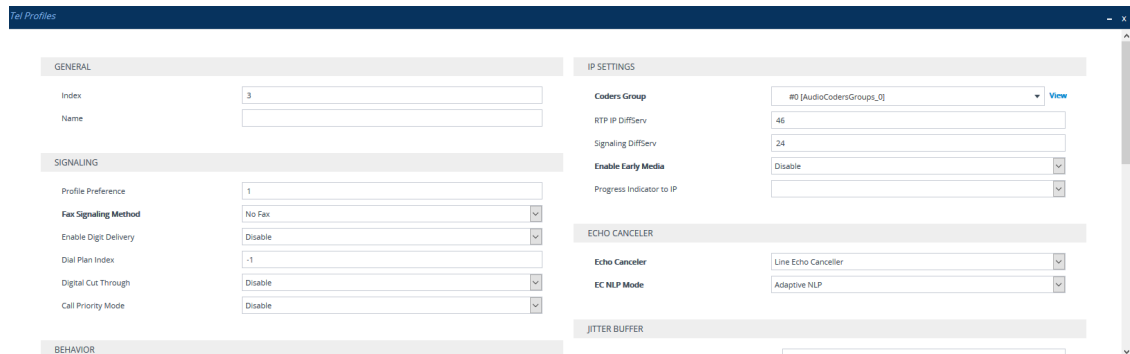 Tel Profiles
– x
GENERAL
Index 3
Name
SIGNALING
Profile Preference 1
Fax Signaling Method No Fax
Enable Digit Delivery Disable
Dial Plan Index -1
Digital Cut Through Disable
Call Priority Mode Disable
BEHAVIOR
IP SETTINGS
Coders Group #0 [AudioCodersGroups_0] View
RTP IP DiffServ 46
Signaling DiffServ 24
Enable Early Media Disable
Progress Indicator to IP
ECHO CANCELER
Echo Canceler Line Echo Canceller
EC NLP Mode Adaptive NLP
JITTER BUFFER